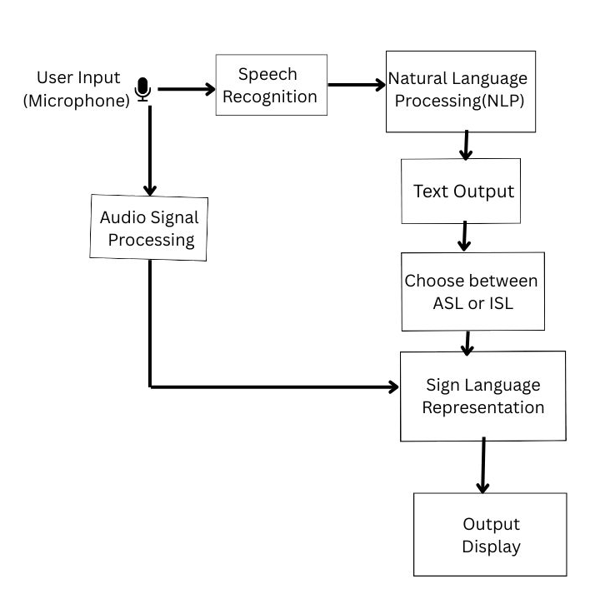 User Input
(Microphone)
Speech
Recognition
Natural Language
Processing(NLP)
Text Output
Audio Signal
Processing
Choose between
ASL or ISL
Sign Language
Representation
Output
Display